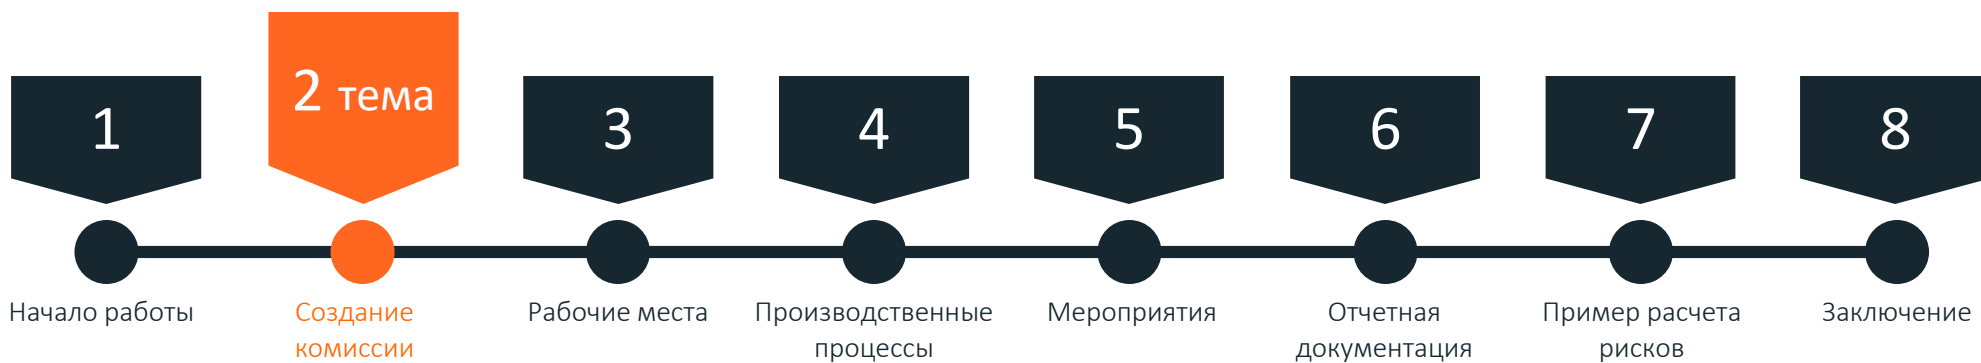 1
2 тема
3
4
5
6
7
8
Начало работы
Создание
комиссии
Рабочие места
Производственные
процессы
Мероприятия
Отчетная
документация
Пример расчета
рисков
Заключение